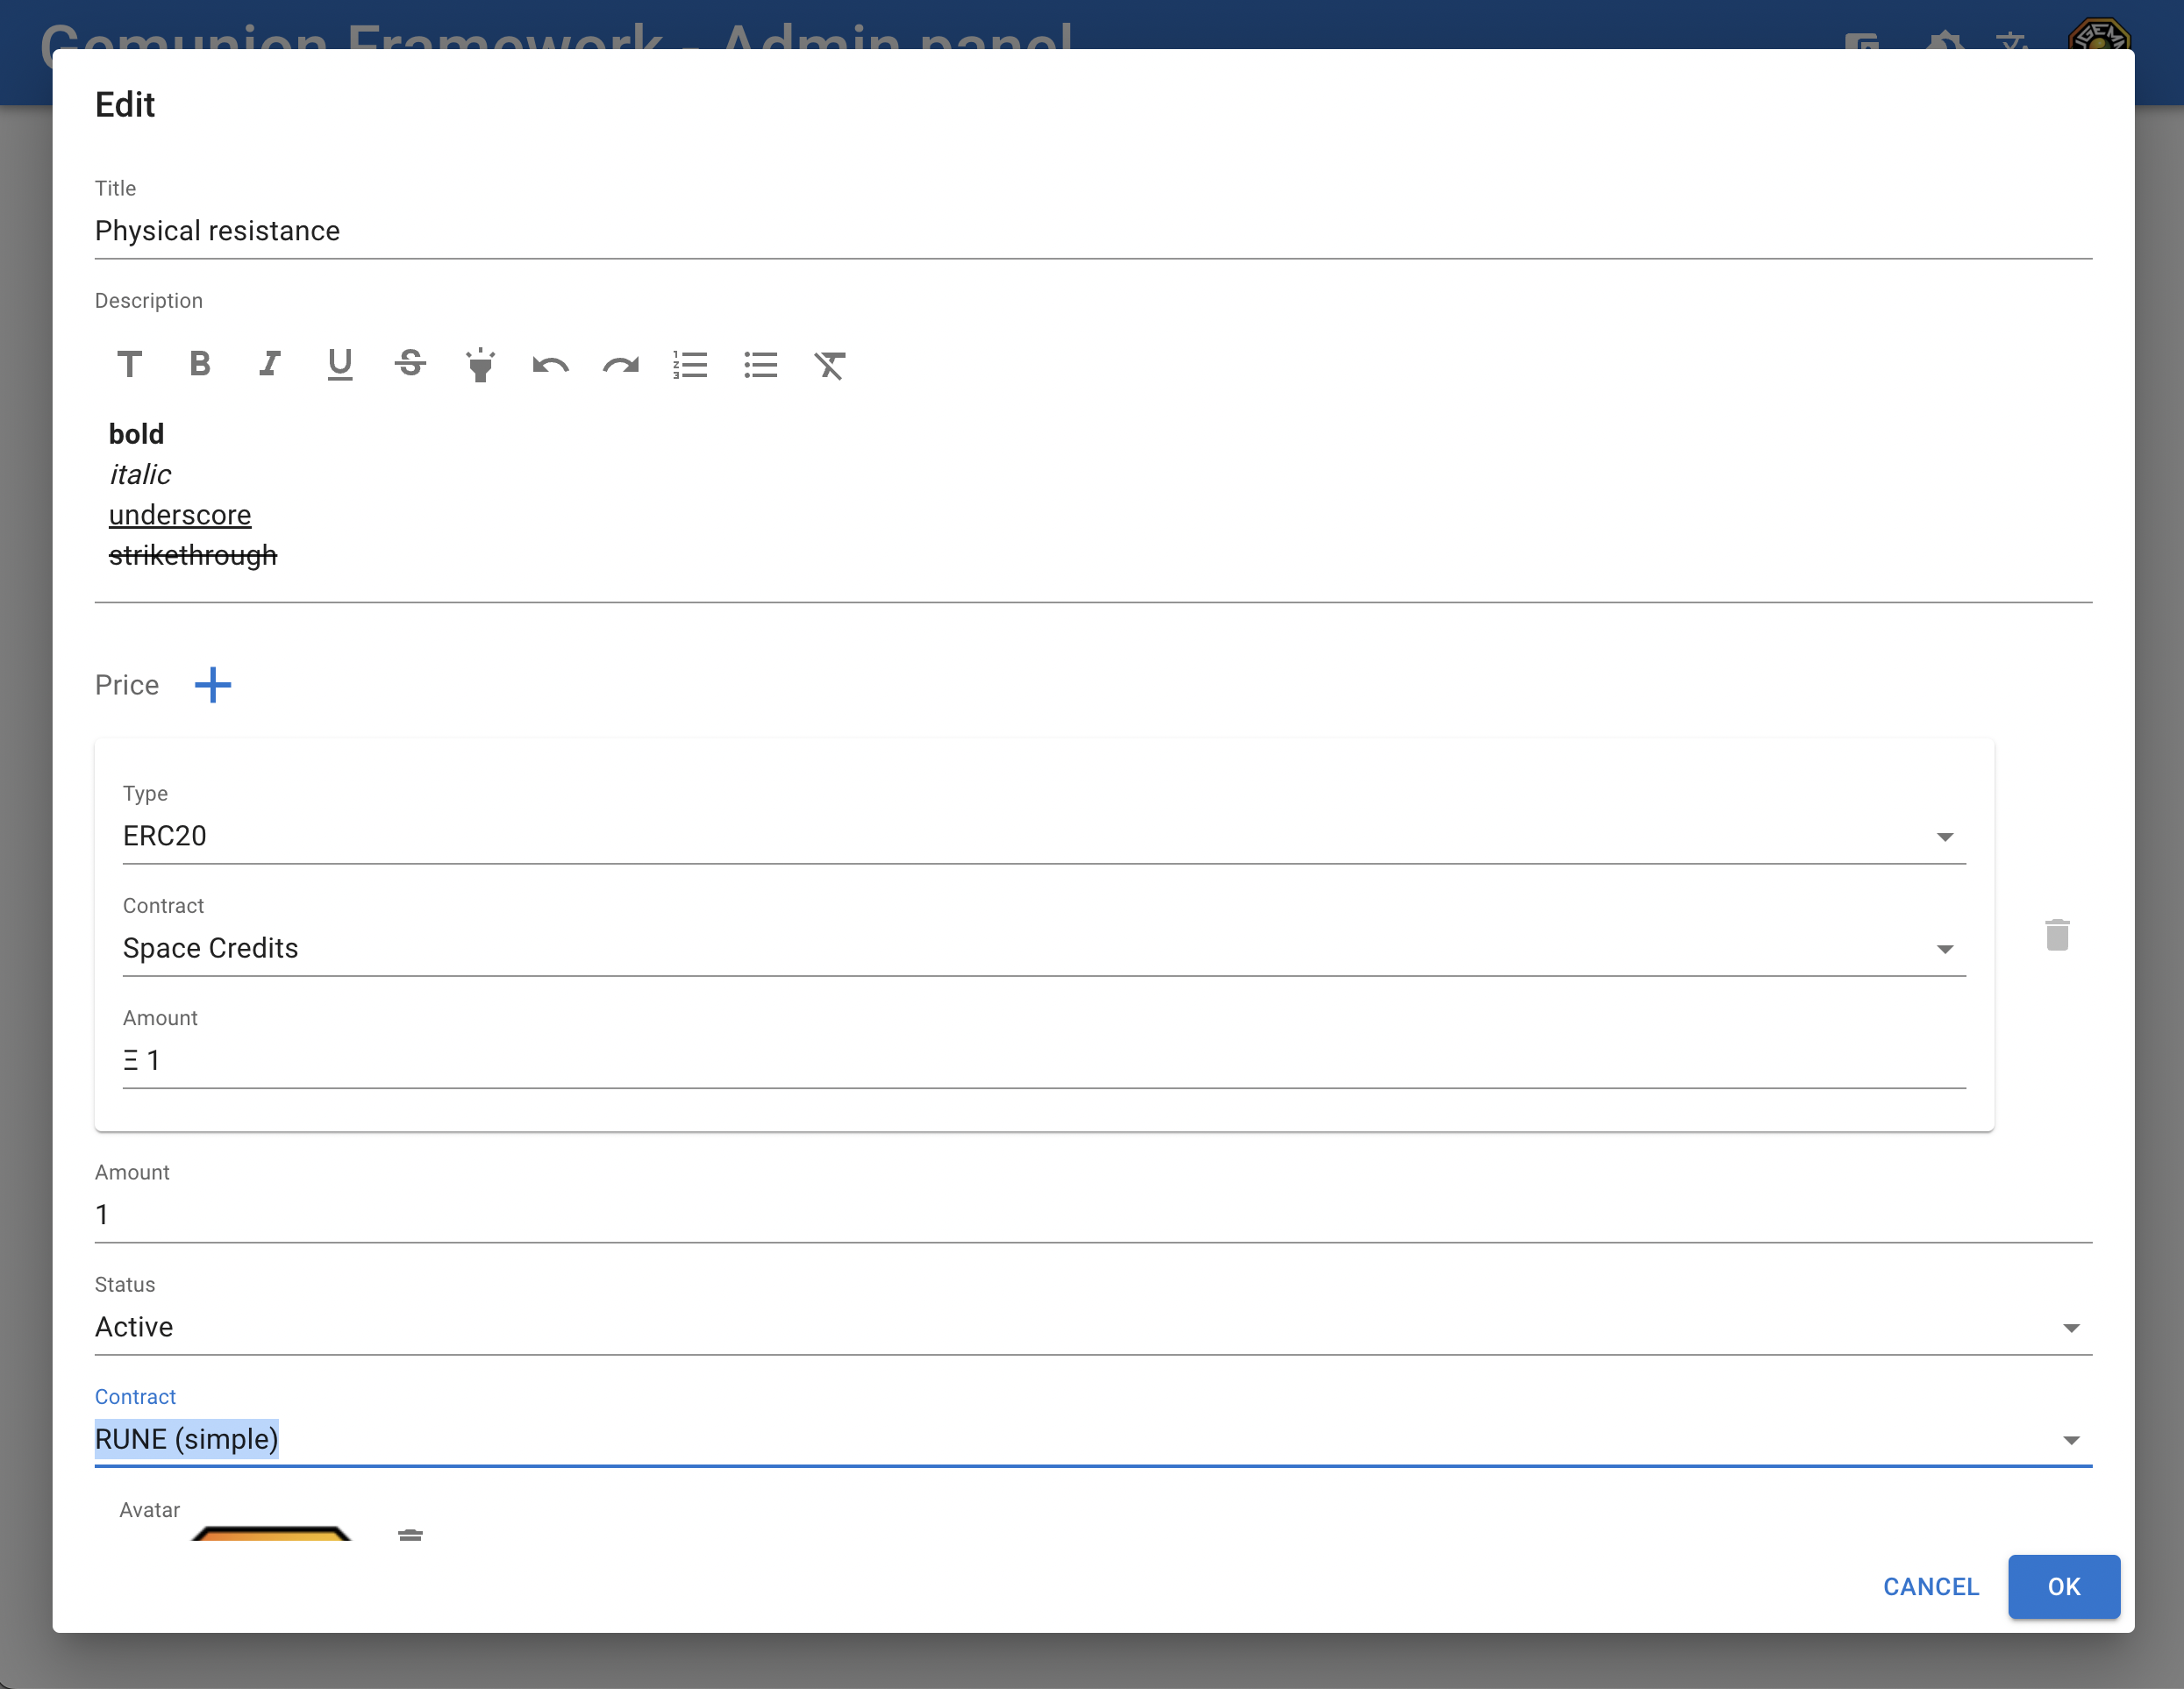 Gemunion Framework - Admin panel
Edit
Title
Physical resistance
Description
bold
italic
underscore
strikethrough
Price
Type
ERC20
Contract
Space Credits
Amount
Ξ 1
Amount
1
Status
Active
Contract
RUNE (simple)
Avatar
CANCEL
OK